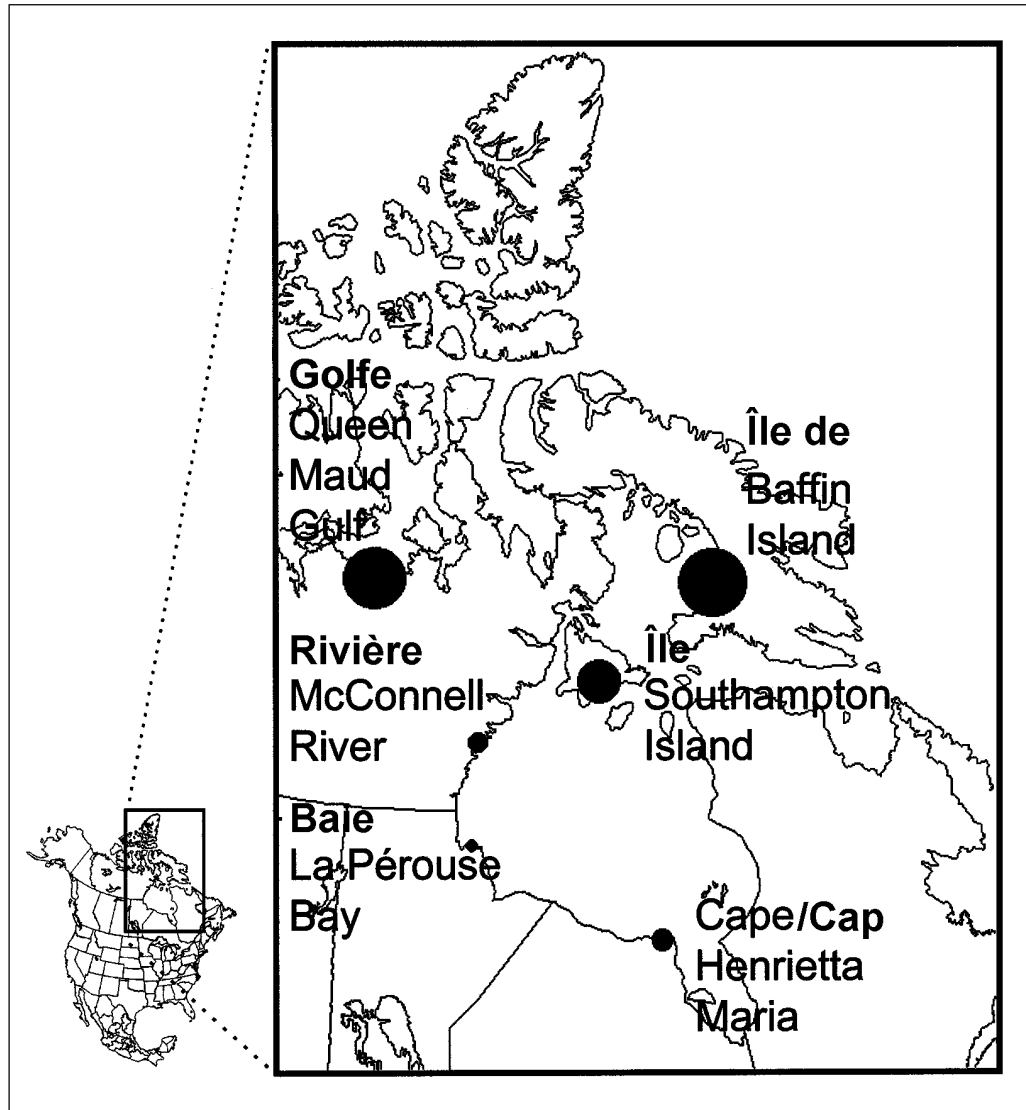 Golfe
Queen
Maud
Gulf
Île de
Baffin
Island
Rivière
McConnell
River
Île
Southampton
Island
Baie
La Pérouse
Bay
Cape/Cap
Henrietta
Maria